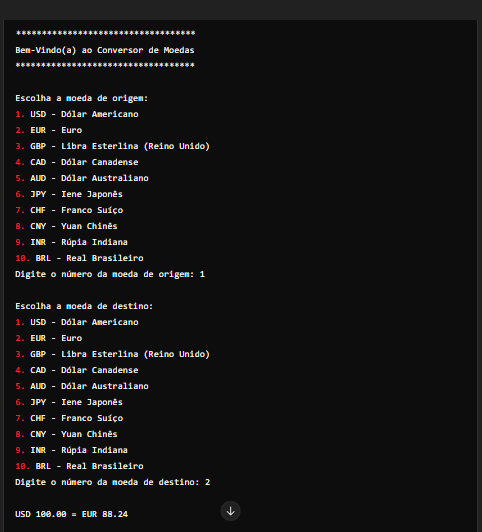 ************************************
Bem-Vindo(a) ao Conversor de Moedas
************************************
Escolha a moeda de origem:
1. USD - Dólar Americano
2. EUR - Euro
3. GBP - Libra Esterlina (Reino Unido)
4. CAD - Dólar Canadense
5. AUD - Dólar Australiano
6. JPY - Iene Japonês
7. CHF - Franco Suíço
8. CNY - Yuan Chinês
9. INR - Rúpia Indiana
10. BRL - Real Brasileiro
Digite o número da moeda de origem: 1
Escolha a moeda de destino:
1. USD - Dólar Americano
2. EUR - Euro
3. GBP - Libra Esterlina (Reino Unido)
4. CAD - Dólar Canadense
5. AUD - Dólar Australiano
6. JPY - Iene Japonês
7. CHF - Franco Suíço
8. CNY - Yuan Chinês
9. INR - Rúpia Indiana
10. BRL - Real Brasileiro
Digite o número da moeda de destino: 2
USD 100.00 = EUR 88.24